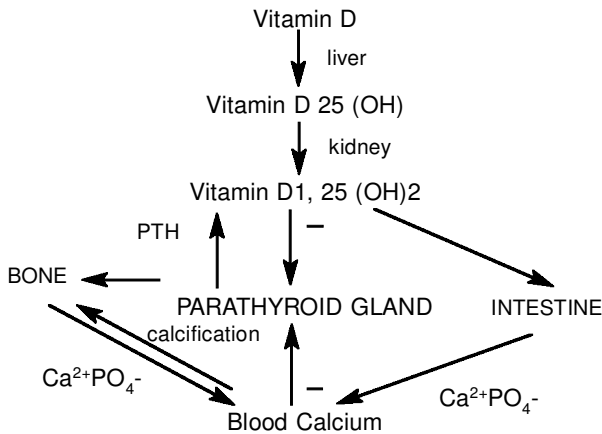 Vitamin D
liver
Vitamin D 25 (OH)
kidney
Vitamin D1, 25 (OH)2
PTH
–
BONE
PARATHYROID GLAND
INTESTINE
calcification
Ca²⁺PO₄-
–
Ca²⁺PO₄-
Blood Calcium